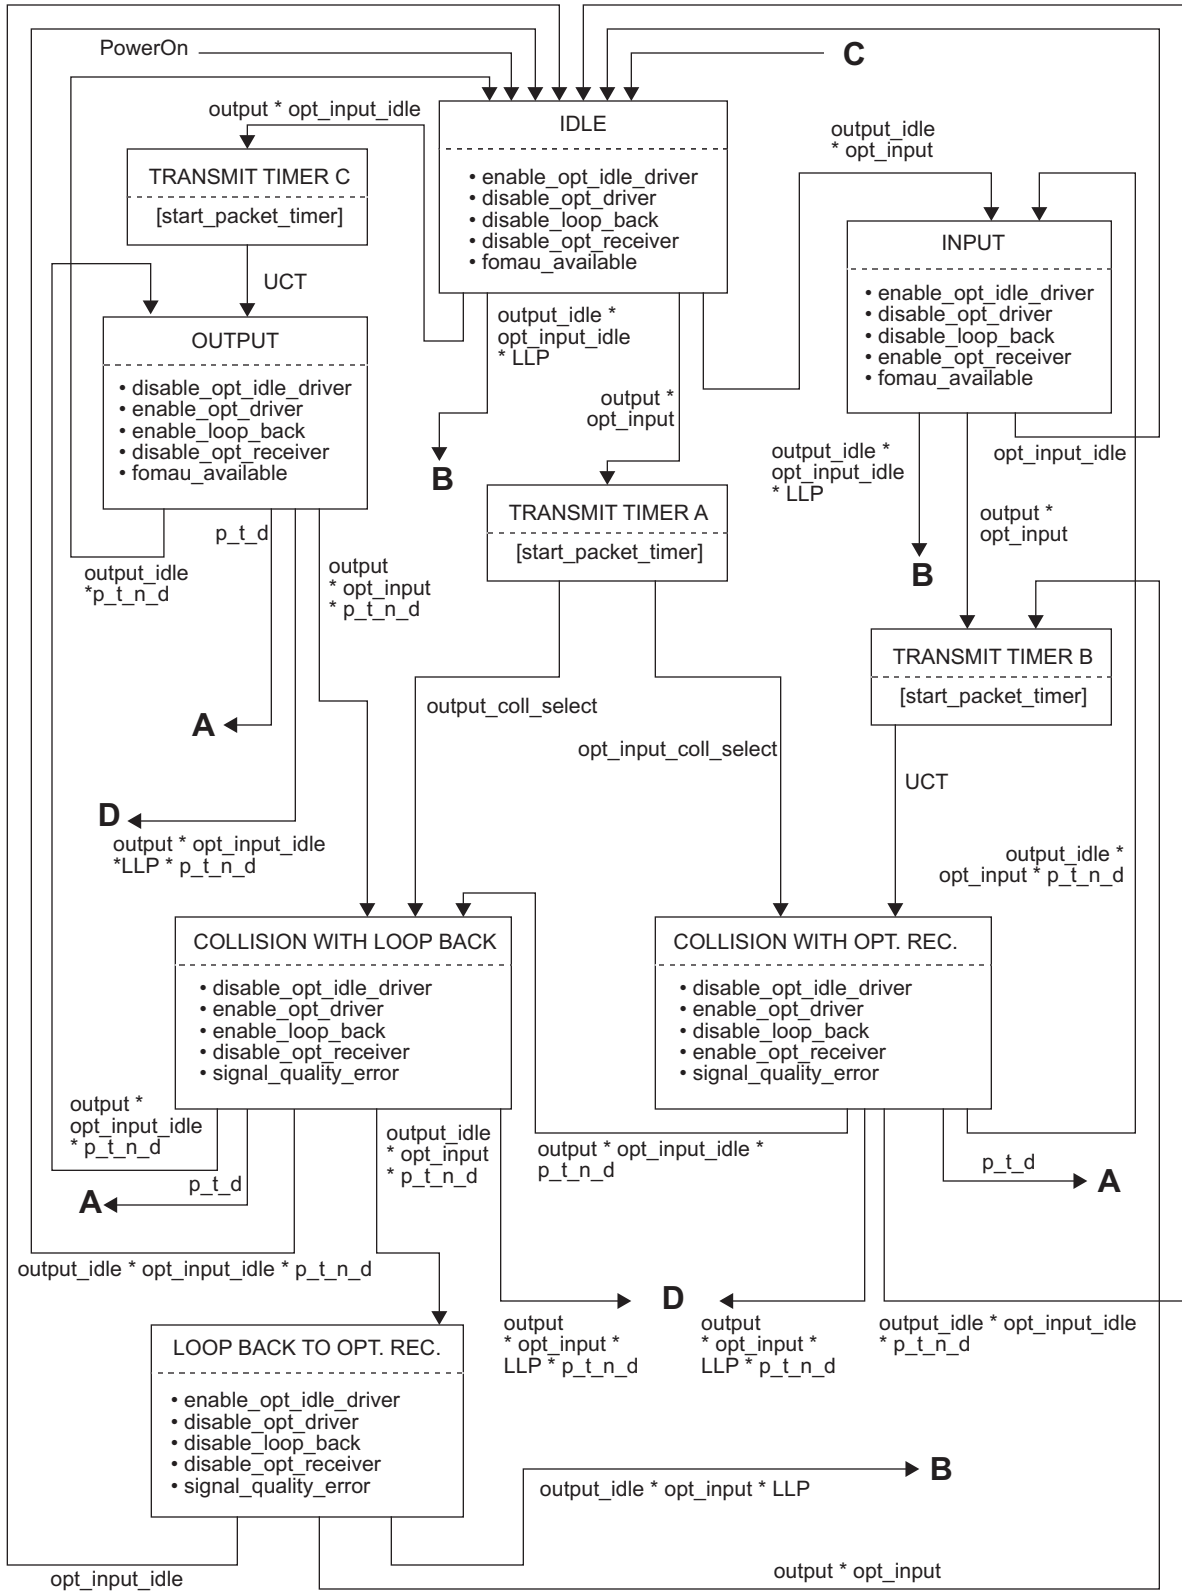 PowerOn
C
output * opt_input_idle
IDLE
• enable_opt_idle_driver
• disable_opt_driver
• disable_loop_back
• disable_opt_receiver
• fomau_available
output_idle
* opt_input
TRANSMIT TIMER C
[start_packet_timer]
UCT
INPUT
• enable_opt_idle_driver
• disable_opt_driver
• disable_loop_back
• enable_opt_receiver
• fomau_available
OUTPUT
• disable_opt_idle_driver
• enable_opt_driver
• enable_loop_back
• disable_opt_receiver
• fomau_available
output_idle *
opt_input_idle
* LLP
B
output *
opt_input
output_idle *
opt_input_idle
* LLP
B
opt_input_idle
output *
opt_input
TRANSMIT TIMER A
[start_packet_timer]
p_t_d
output_idle
*p_t_n_d
output
* opt_input
* p_t_n_d
TRANSMIT TIMER B
[start_packet_timer]
A
output_coll_select
opt_input_coll_select
UCT
D
output * opt_input_idle
*LLP * p_t_n_d
output_idle *
opt_input * p_t_n_d
COLLISION WITH LOOP BACK
• disable_opt_idle_driver
• enable_opt_driver
• enable_loop_back
• disable_opt_receiver
• signal_quality_error
COLLISION WITH OPT. REC.
• disable_opt_idle_driver
• enable_opt_driver
• disable_loop_back
• enable_opt_receiver
• signal_quality_error
output *
opt_input_idle
* p_t_n_d
A
p_t_d
output_idle
* opt_input
* p_t_n_d
output * opt_input_idle *
p_t_n_d
p_t_d
A
output_idle * opt_input_idle * p_t_n_d
D
output
* opt_input *
LLP * p_t_n_d
output
* opt_input *
LLP * p_t_n_d
output_idle * opt_input_idle
* p_t_n_d
LOOP BACK TO OPT. REC.
• enable_opt_idle_driver
• disable_opt_driver
• disable_loop_back
• disable_opt_receiver
• signal_quality_error
B
output_idle * opt_input * LLP
opt_input_idle
output * opt_input